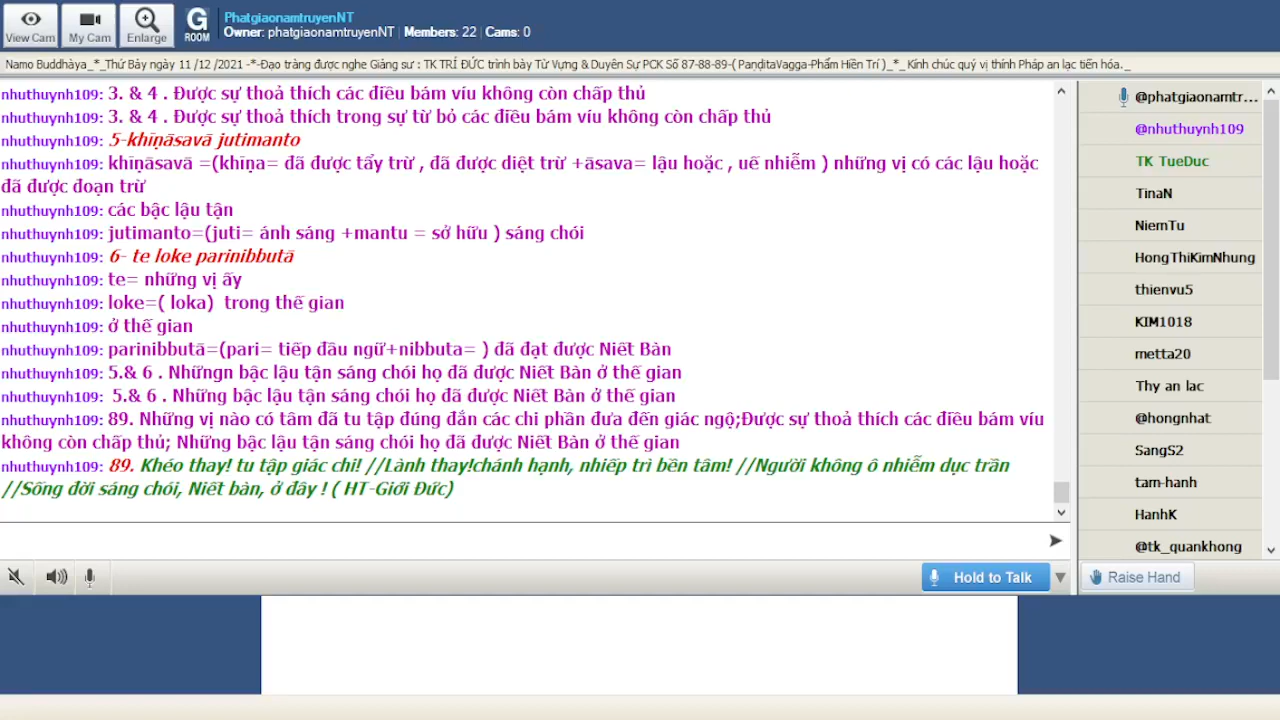 View Cam
My Cam
Enlarge
G
ROOM
PhatgiaonamtruyenNT
Owner: phatgiaonamtruyenNT | Members: 22 | Cams: 0
Namo Buddhàya_*_Thứ Bảy ngày 11 /12 /2021 -*-Đạo tràng được nghe Giảng sư : TK TRÍ ĐỨC trình bày Từ Vựng & Duyên Sự PCK Số 87-88-89-( PaṇḍitaVagga-Phẩm Hiền Trí )_*_ Kính chúc quý vị thính Pháp an lạc tiến hóa._
nhuthuynh109: 3. & 4 . Được sự thoả thích các điều bám víu không còn chấp thủ
nhuthuynh109: 3. & 4 . Được sự thoả thích trong sự từ bỏ các điều bám víu không còn chấp thủ
nhuthuynh109: 5-khīṇāsavā jutimanto
nhuthuynh109: khīṇāsavā =(khīṇa= đã được tẩy trừ , đã được diệt trừ +āsava= lậu hoặc , uế nhiễm ) những vị có các lậu hoặc
đã được đoạn trừ
nhuthuynh109: các bậc lậu tận
nhuthuynh109: jutimanto=(juti= ánh sáng +mantu = sở hữu ) sáng chói
nhuthuynh109: 6- te loke parinibbutā
nhuthuynh109: te= những vị ấy
nhuthuynh109: loke=( loka) trong thế gian
nhuthuynh109: ở thế gian
nhuthuynh109: parinibbutā=(pari= tiếp đầu ngữ+nibbuta= ) đã đạt được Niết Bàn
nhuthuynh109: 5.& 6 . Nhữngn bậc lậu tận sáng chói họ đã được Niết Bàn ở thế gian
nhuthuynh109: 5.& 6 . Những bậc lậu tận sáng chói họ đã được Niết Bàn ở thế gian
nhuthuynh109: 89. Những vị nào có tâm đã tu tập đúng đắn các chi phần đưa đến giác ngộ;Được sự thoả thích các điều bám víu
không còn chấp thủ; Những bậc lậu tận sáng chói họ đã được Niết Bàn ở thế gian
nhuthuynh109: 89. Khéo thay! tu tập giác chi! //Lành thay!chánh hạnh, nhiếp trì bền tâm! //Người không ô nhiễm dục trần
//Sống đời sáng chói, Niết bàn, ở đây ! ( HT-Giới Đức)
@phatgiaonamtr...
@nhuthuynh109
TK TueDuc
TinaN
NiemTu
HongThiKimNhung
thienvu5
KIM1018
metta20
Thy an lac
@hongnhat
SangS2
tam-hanh
HanhK
@tk_quankhong
Hold to Talk
Raise Hand